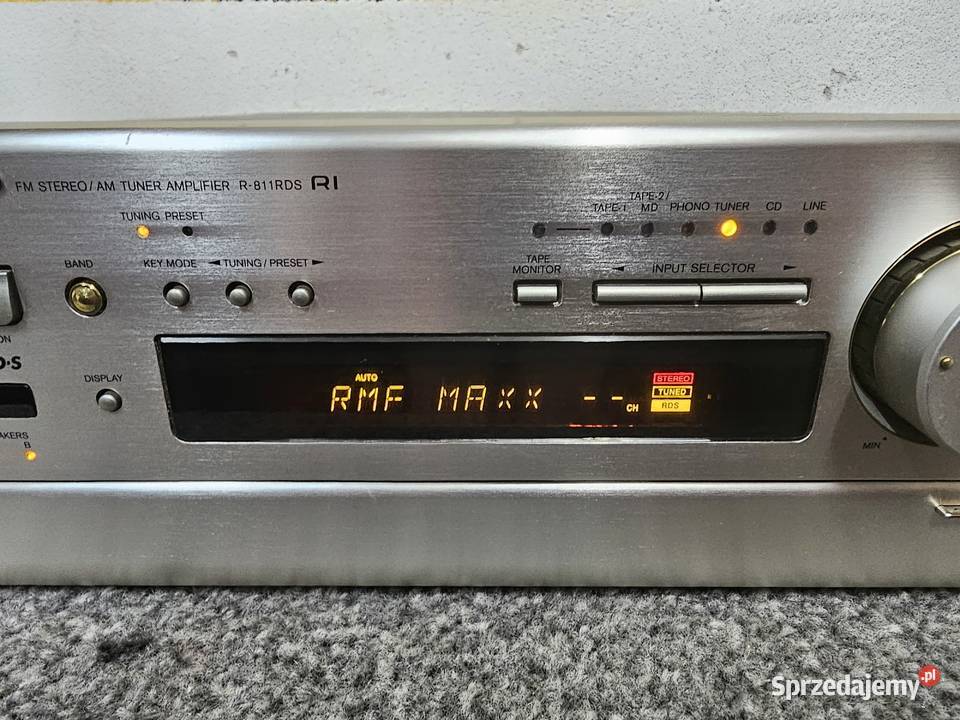 FM STEREO / AM TUNER AMPLIFIER R-811RDS RI
TUNING PRESET
TAPE-1 TAPE-2/MD PHONO TUNER CD LINE
BAND
KEY MODE ◄ TUNING / PRESET ►
TAPE MONITOR
◄ INPUT SELECTOR ►
DISPLAY
AUTO
RMF MAXX -- CH
STEREO
TUNED
RDS
B
MIN
Sprzedajemy.pl